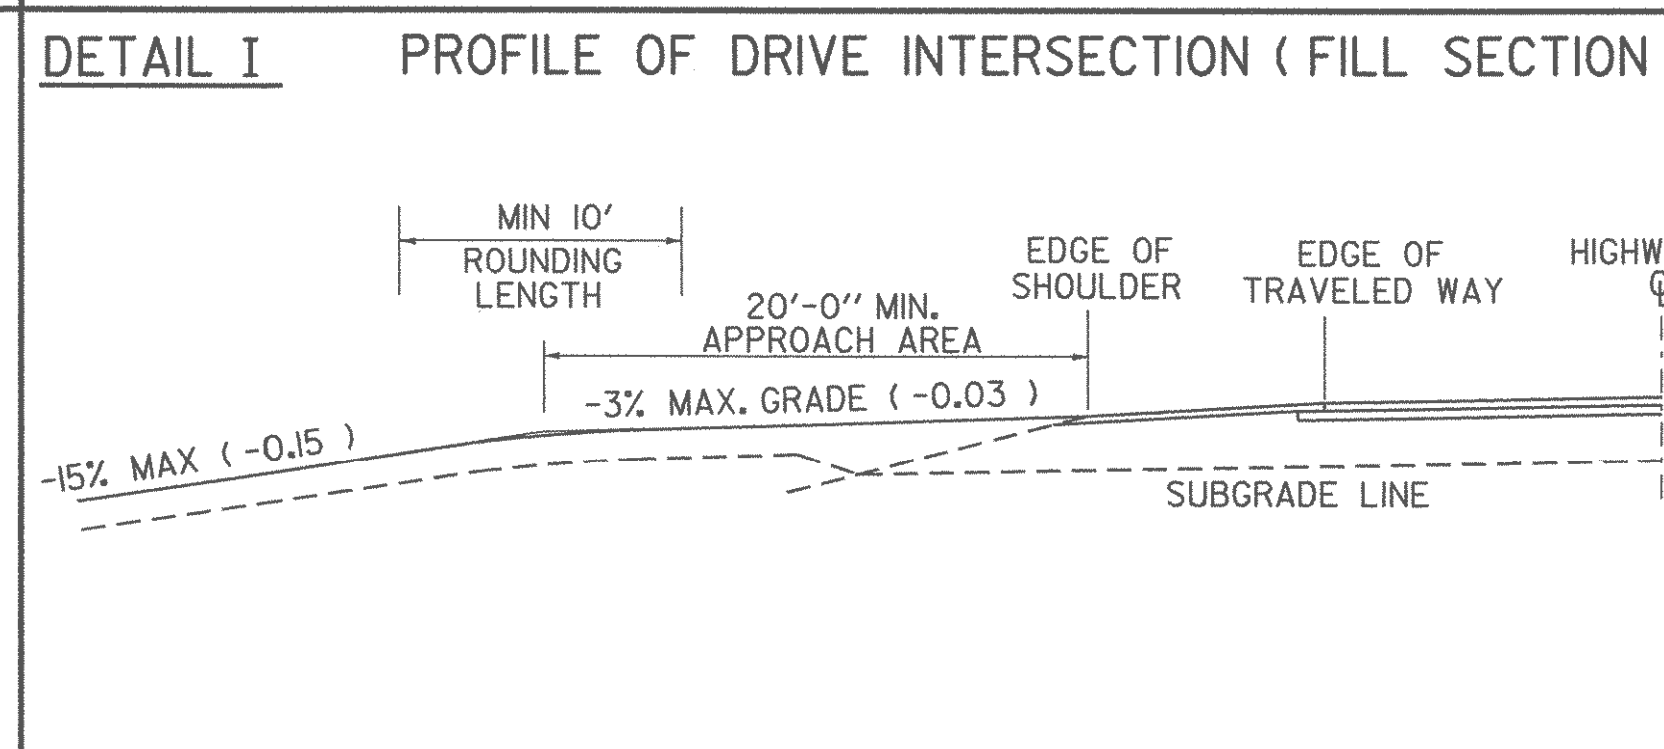 DETAIL I PROFILE OF DRIVE INTERSECTION ( FILL SECTION
MIN 10'
ROUNDING
LENGTH
20'-0'' MIN.
APPROACH AREA
EDGE OF
SHOULDER
EDGE OF
TRAVELED WAY
HIGHW
℄
-3% MAX. GRADE ( -0.03 )
-15% MAX ( -0.15 )
SUBGRADE LINE